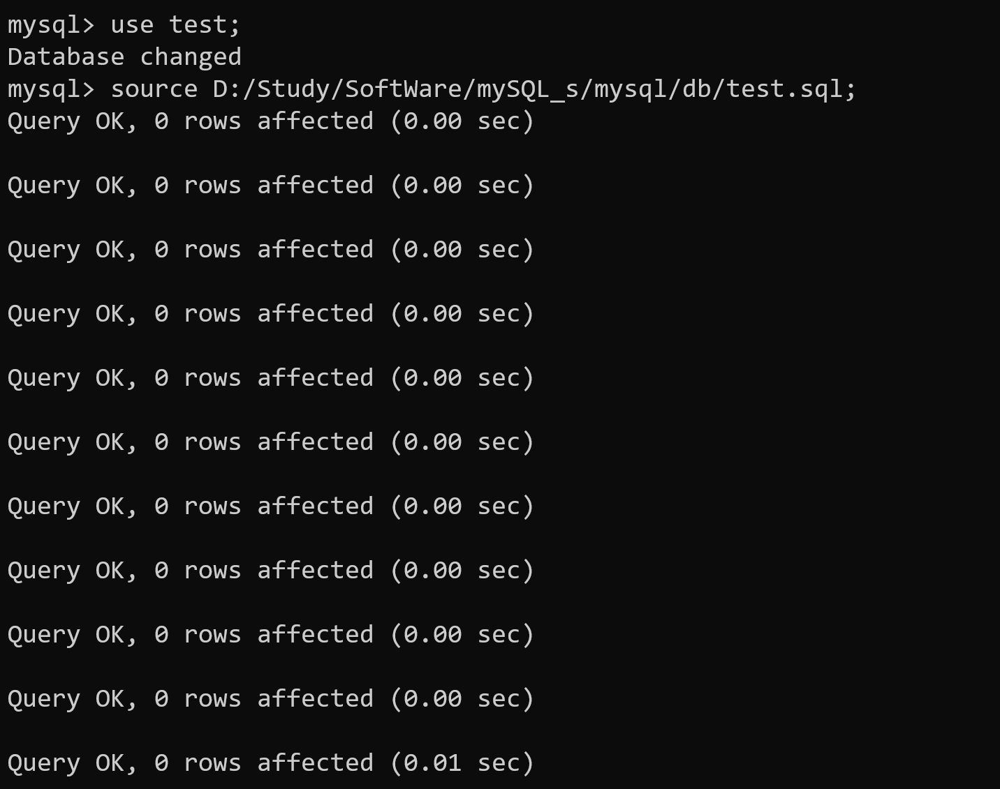 mysql> use test;
Database changed
mysql> source D:/Study/SoftWare/mySQL_s/mysql/db/test.sql;
Query OK, 0 rows affected (0.00 sec)
Query OK, 0 rows affected (0.00 sec)
Query OK, 0 rows affected (0.00 sec)
Query OK, 0 rows affected (0.00 sec)
Query OK, 0 rows affected (0.00 sec)
Query OK, 0 rows affected (0.00 sec)
Query OK, 0 rows affected (0.00 sec)
Query OK, 0 rows affected (0.00 sec)
Query OK, 0 rows affected (0.00 sec)
Query OK, 0 rows affected (0.00 sec)
Query OK, 0 rows affected (0.01 sec)